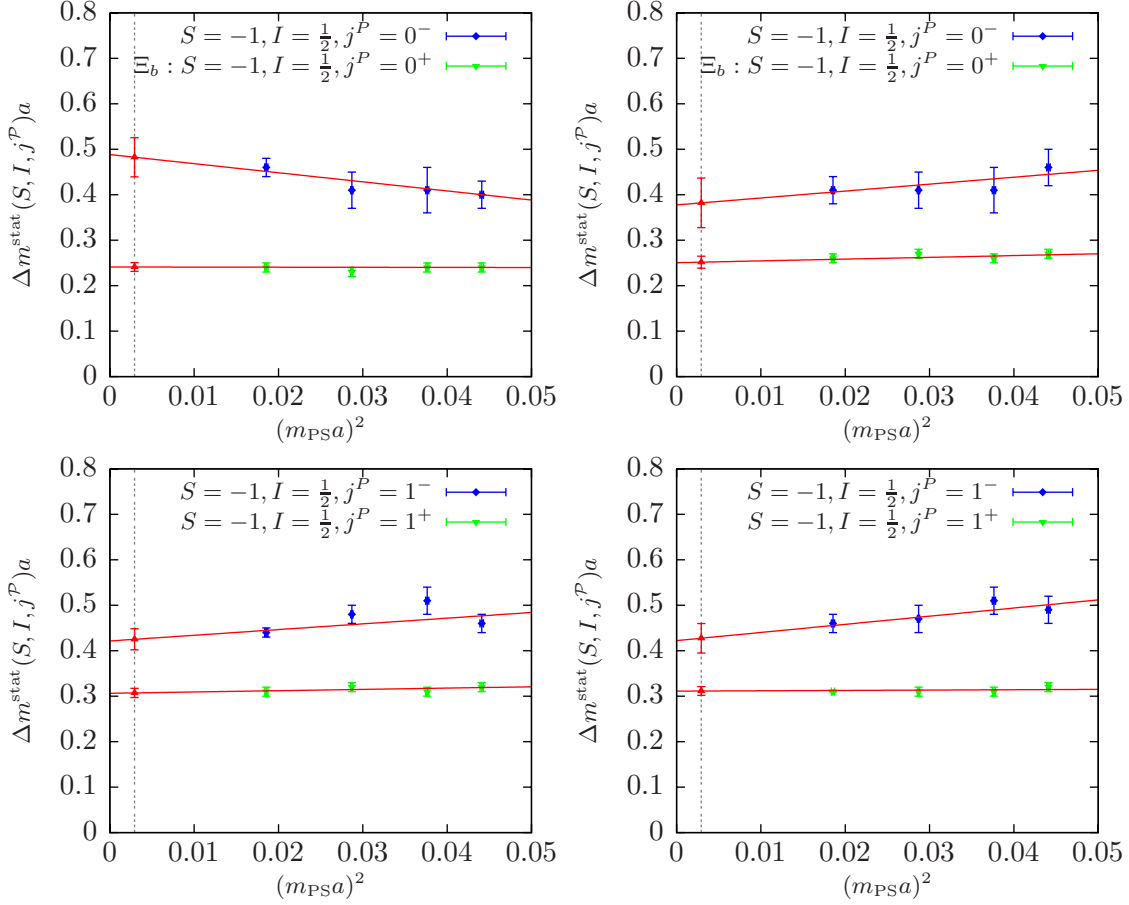 0.8
0.7
0.6
0.5
0.4
0.3
0.2
0.1
0
Δm^stat(S, I, j^𝒫)a
S = −1, I = 1/2, j^P = 0^−
Ξ_b : S = −1, I = 1/2, j^P = 0^+
0 0.01 0.02 0.03 0.04 0.05
(m_PS a)^2
0.8
0.7
0.6
0.5
0.4
0.3
0.2
0.1
0
Δm^stat(S, I, j^𝒫)a
S = −1, I = 1/2, j^P = 0^−
Ξ_b : S = −1, I = 1/2, j^P = 0^+
0 0.01 0.02 0.03 0.04 0.05
(m_PS a)^2
0.8
0.7
0.6
0.5
0.4
0.3
0.2
0.1
0
Δm^stat(S, I, j^𝒫)a
S = −1, I = 1/2, j^P = 1^−
S = −1, I = 1/2, j^P = 1^+
0 0.01 0.02 0.03 0.04 0.05
(m_PS a)^2
0.8
0.7
0.6
0.5
0.4
0.3
0.2
0.1
0
Δm^stat(S, I, j^𝒫)a
S = −1, I = 1/2, j^P = 1^−
S = −1, I = 1/2, j^P = 1^+
0 0.01 0.02 0.03 0.04 0.05
(m_PS a)^2